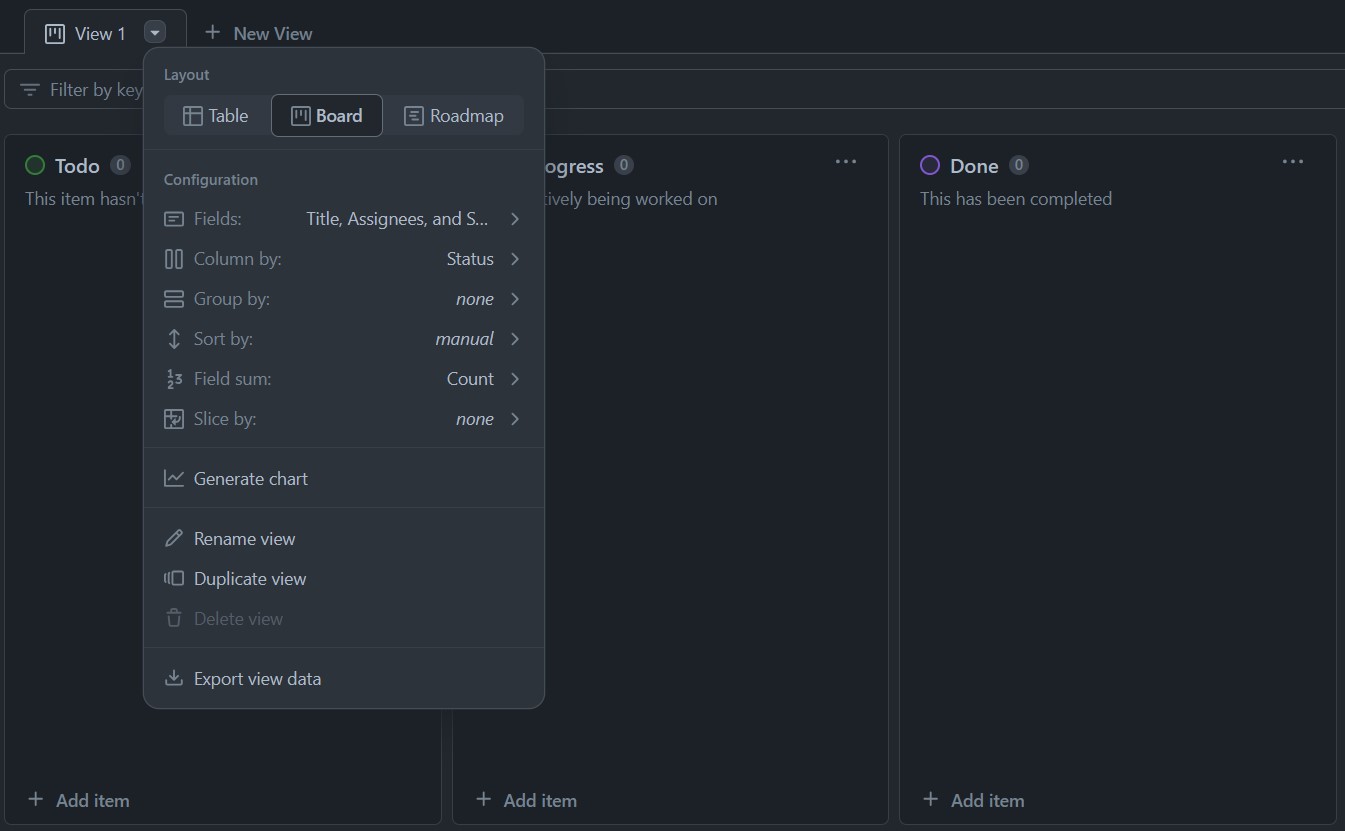 View 1
New View
Filter by key
Layout
Table Board Roadmap
Todo 0
ogress 0
Done 0
This item hasn't
tively being worked on
This has been completed
Configuration
Fields: Title, Assignees, and S...
Column by: Status
Group by: none
Sort by: manual
Field sum: Count
Slice by: none
Generate chart
Rename view
Duplicate view
Delete view
Export view data
Add item
Add item
Add item